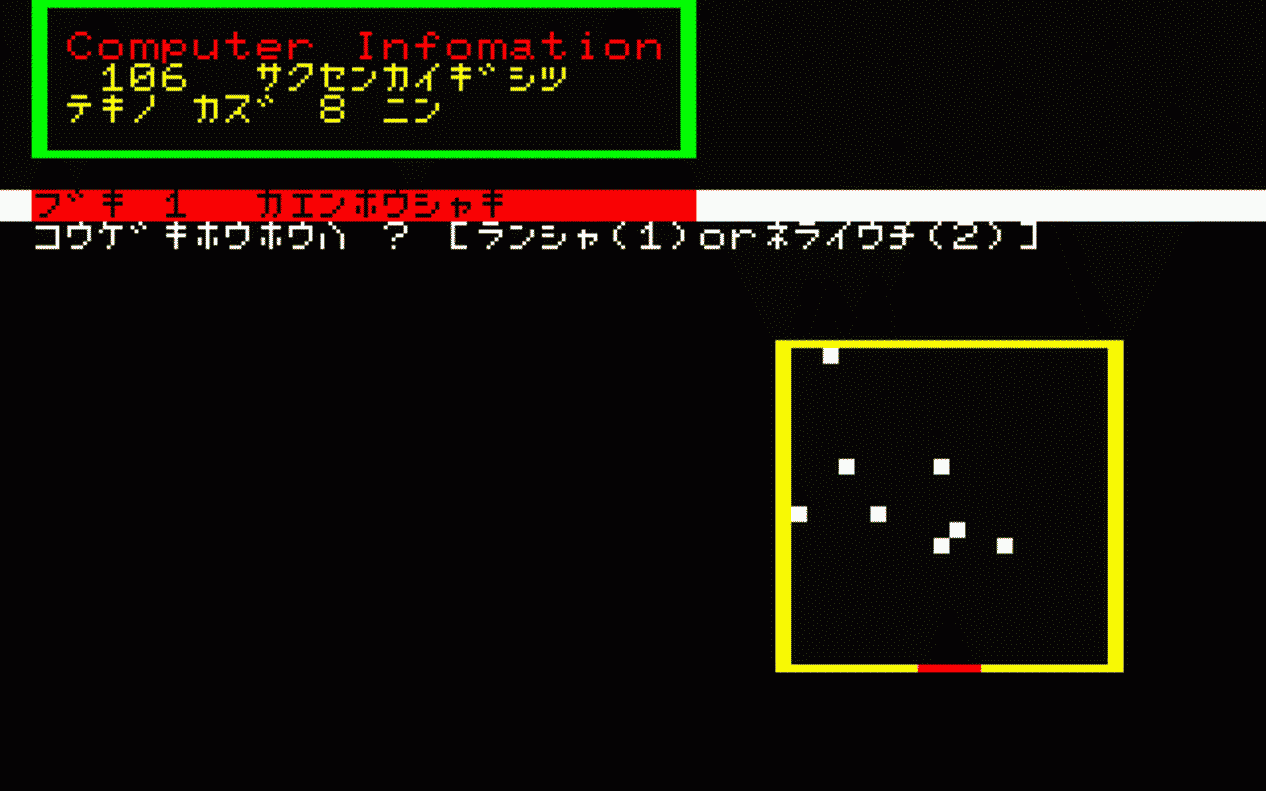 Computer Infomation
106 サクセンカイギシツ
テキノ カズ 8 ニン
ブキ 1 カエンホウシャキ
コウゲキホウホウハ ? [ランシャ(1)orネライウチ(2)]